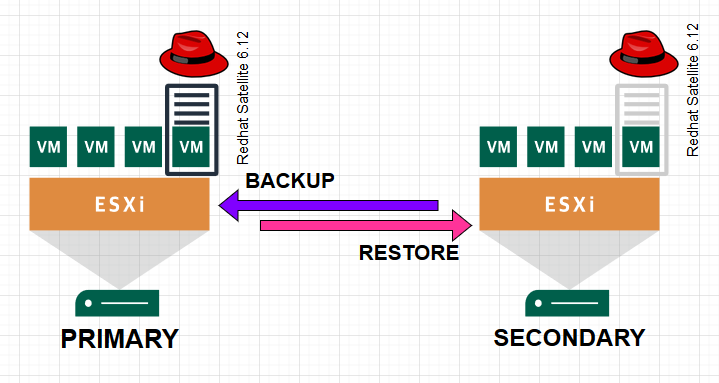 Redhat Satellite 6.12
Redhat Satellite 6.12
VM VM VM VM
VM VM VM VM
BACKUP
ESXi
ESXi
RESTORE
PRIMARY
SECONDARY